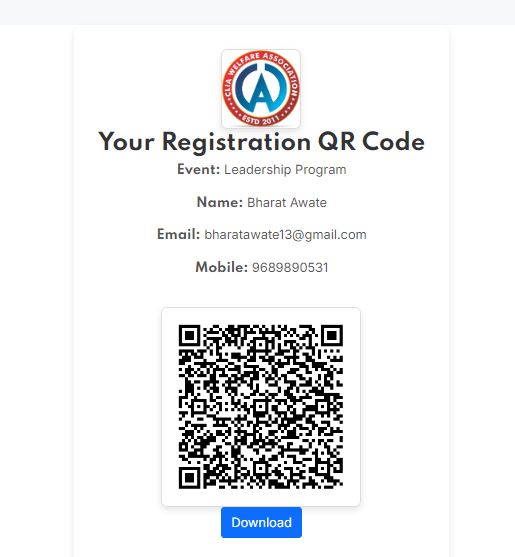 CLIA WELFARE ASSOCIATION
CA
ESTD 2011
Your Registration QR Code
Event: Leadership Program
Name: Bharat Awate
Email: bharatawate13@gmail.com
Mobile: 9689890531
Download